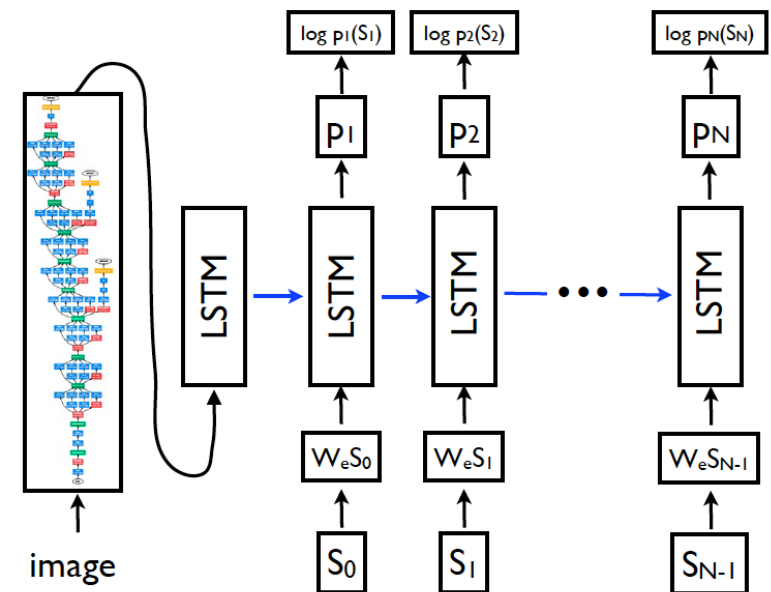 log p₁(S₁) log p₂(S₂) log pN(SN)
p₁ p₂ pN
LSTM LSTM LSTM ••• LSTM
WₑS₀ WₑS₁ WₑSN-1
image S₀ S₁ SN-1